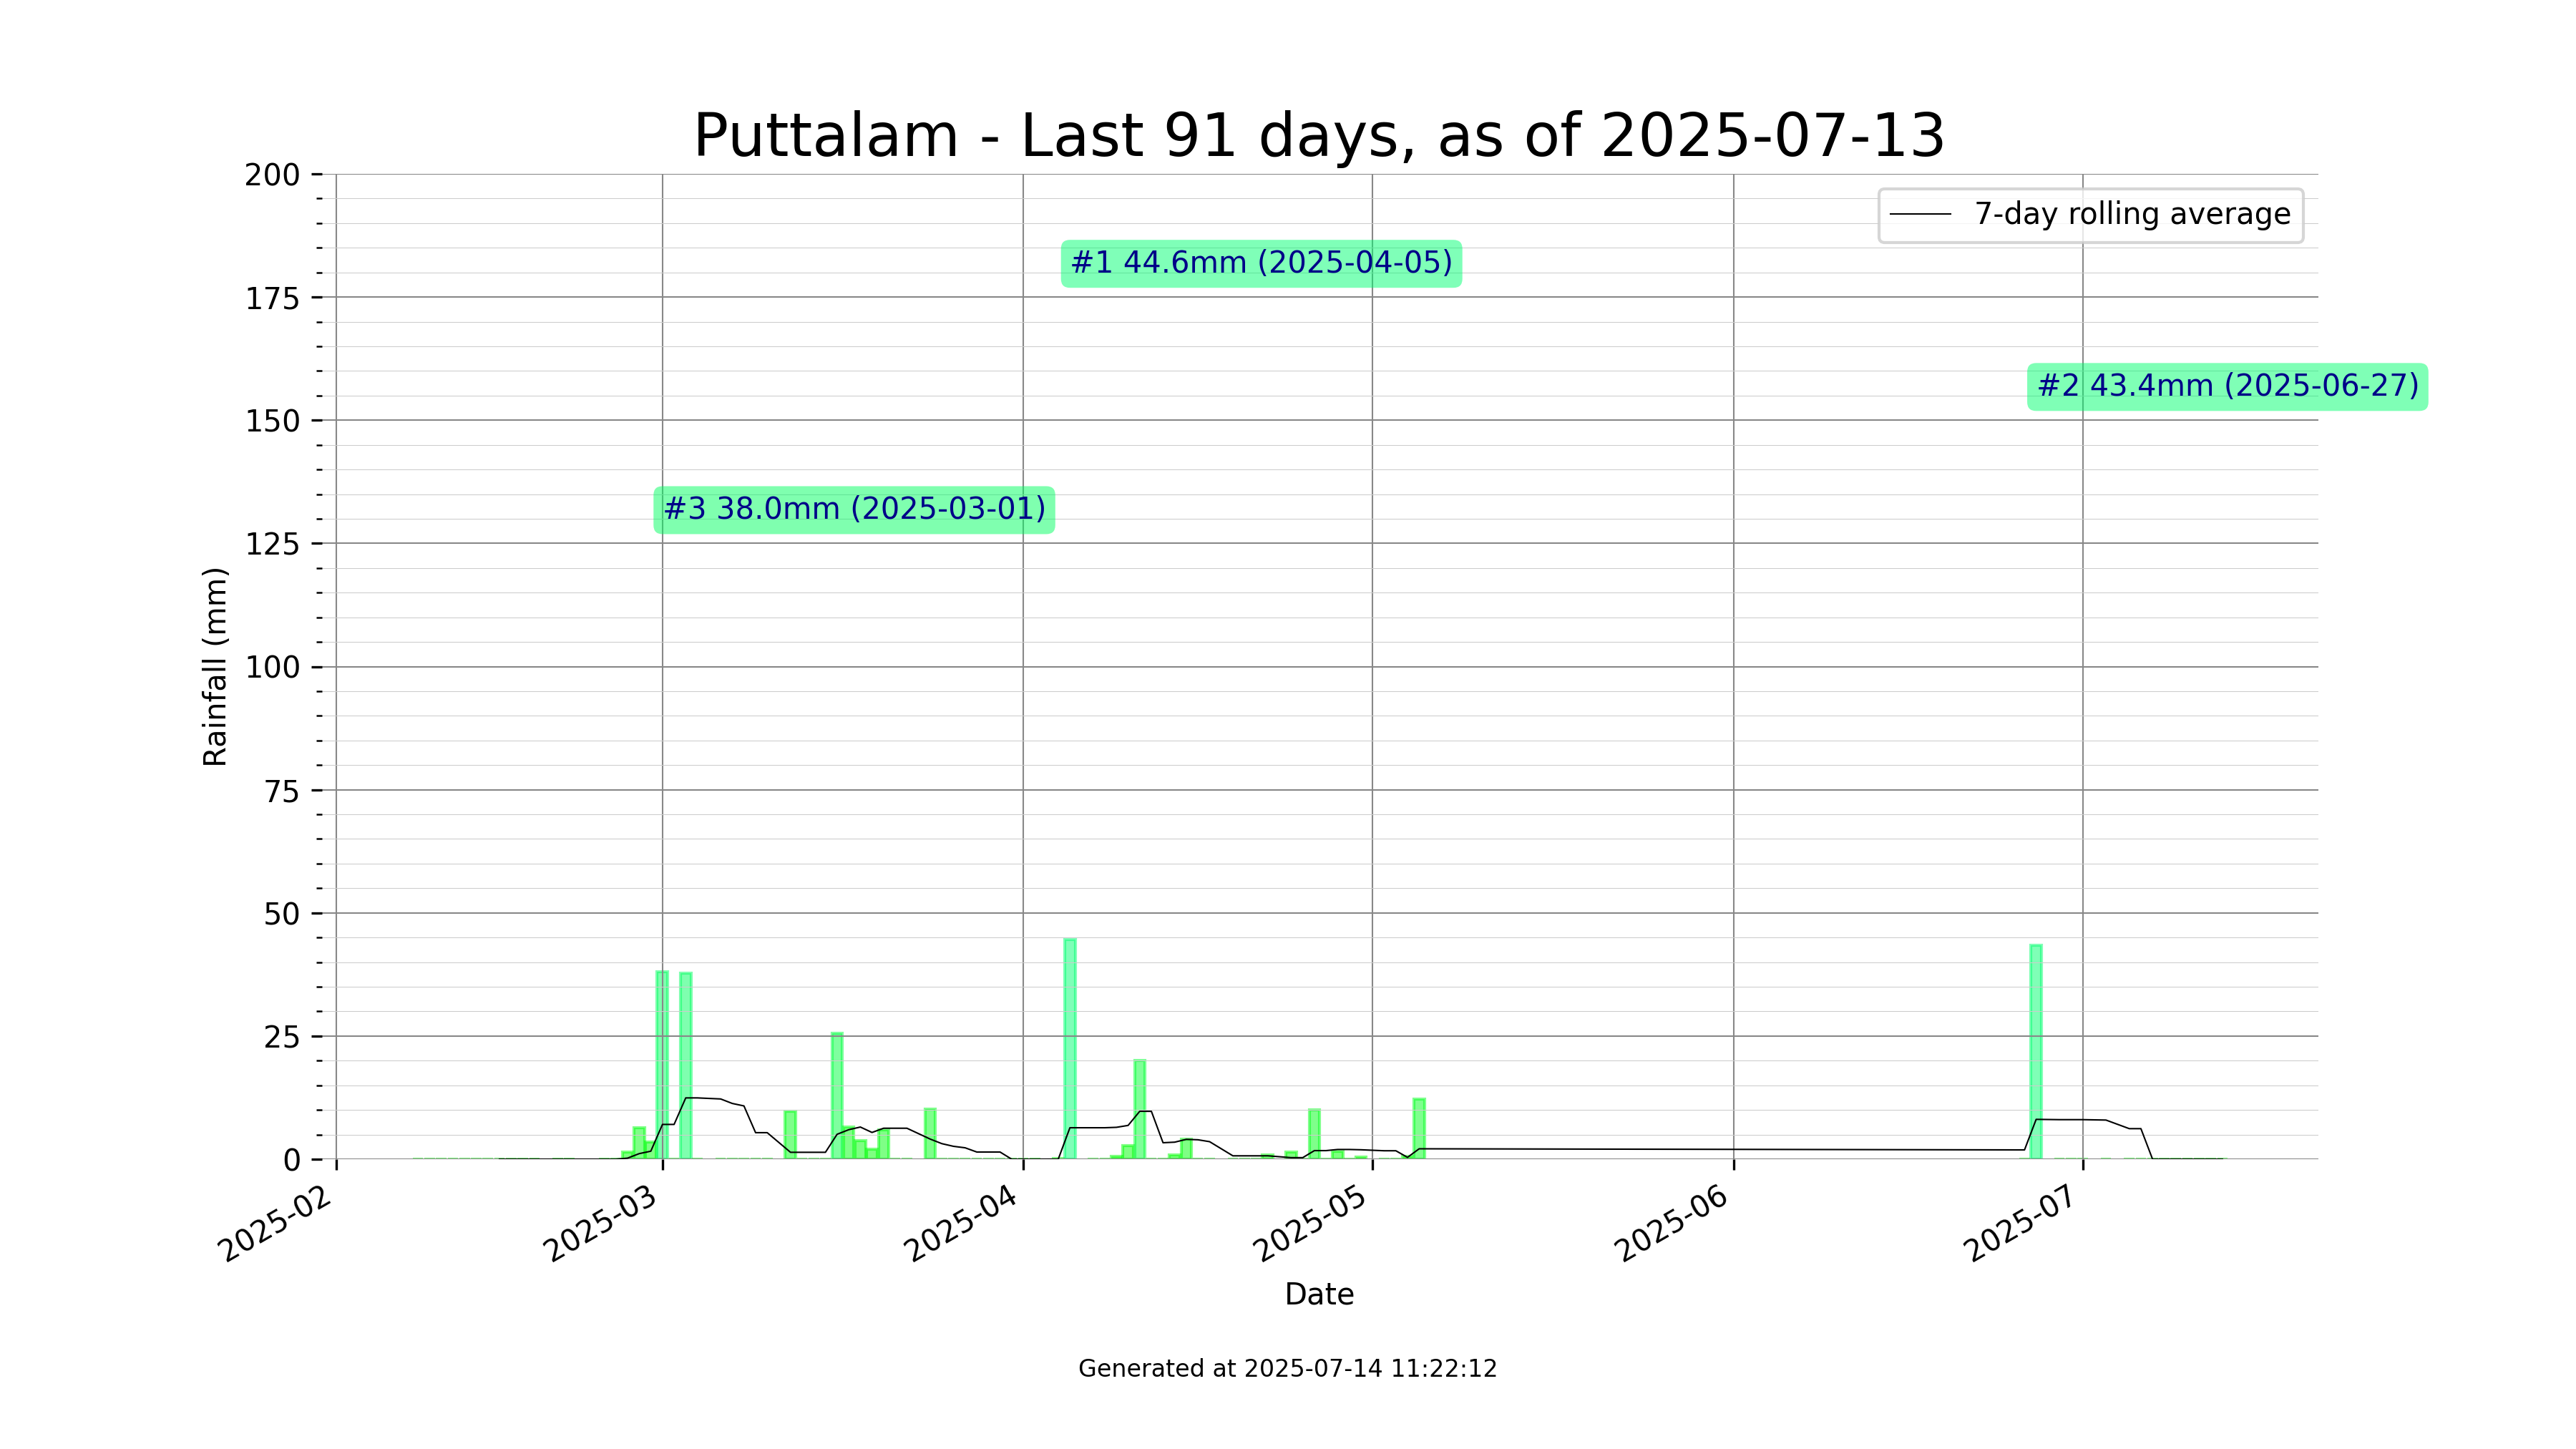 Puttalam - Last 91 days, as of 2025-07-13
200
175
150
125
100
75
50
25
0
Rainfall (mm)
7-day rolling average
#1 44.6mm (2025-04-05)
#2 43.4mm (2025-06-27)
#3 38.0mm (2025-03-01)
2025-02
2025-03
2025-04
2025-05
2025-06
2025-07
Date
Generated at 2025-07-14 11:22:12